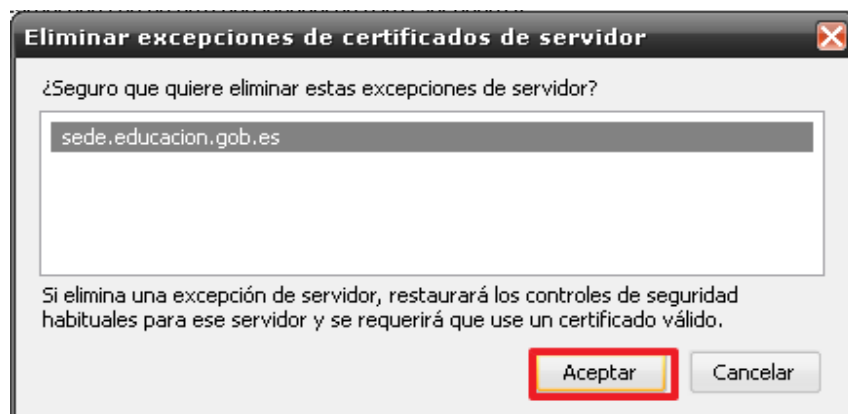 Eliminar excepciones de certificados de servidor
¿Seguro que quiere eliminar estas excepciones de servidor?
sede.educacion.gob.es
Si elimina una excepción de servidor, restaurará los controles de seguridad
habituales para ese servidor y se requerirá que use un certificado válido.
Aceptar Cancelar